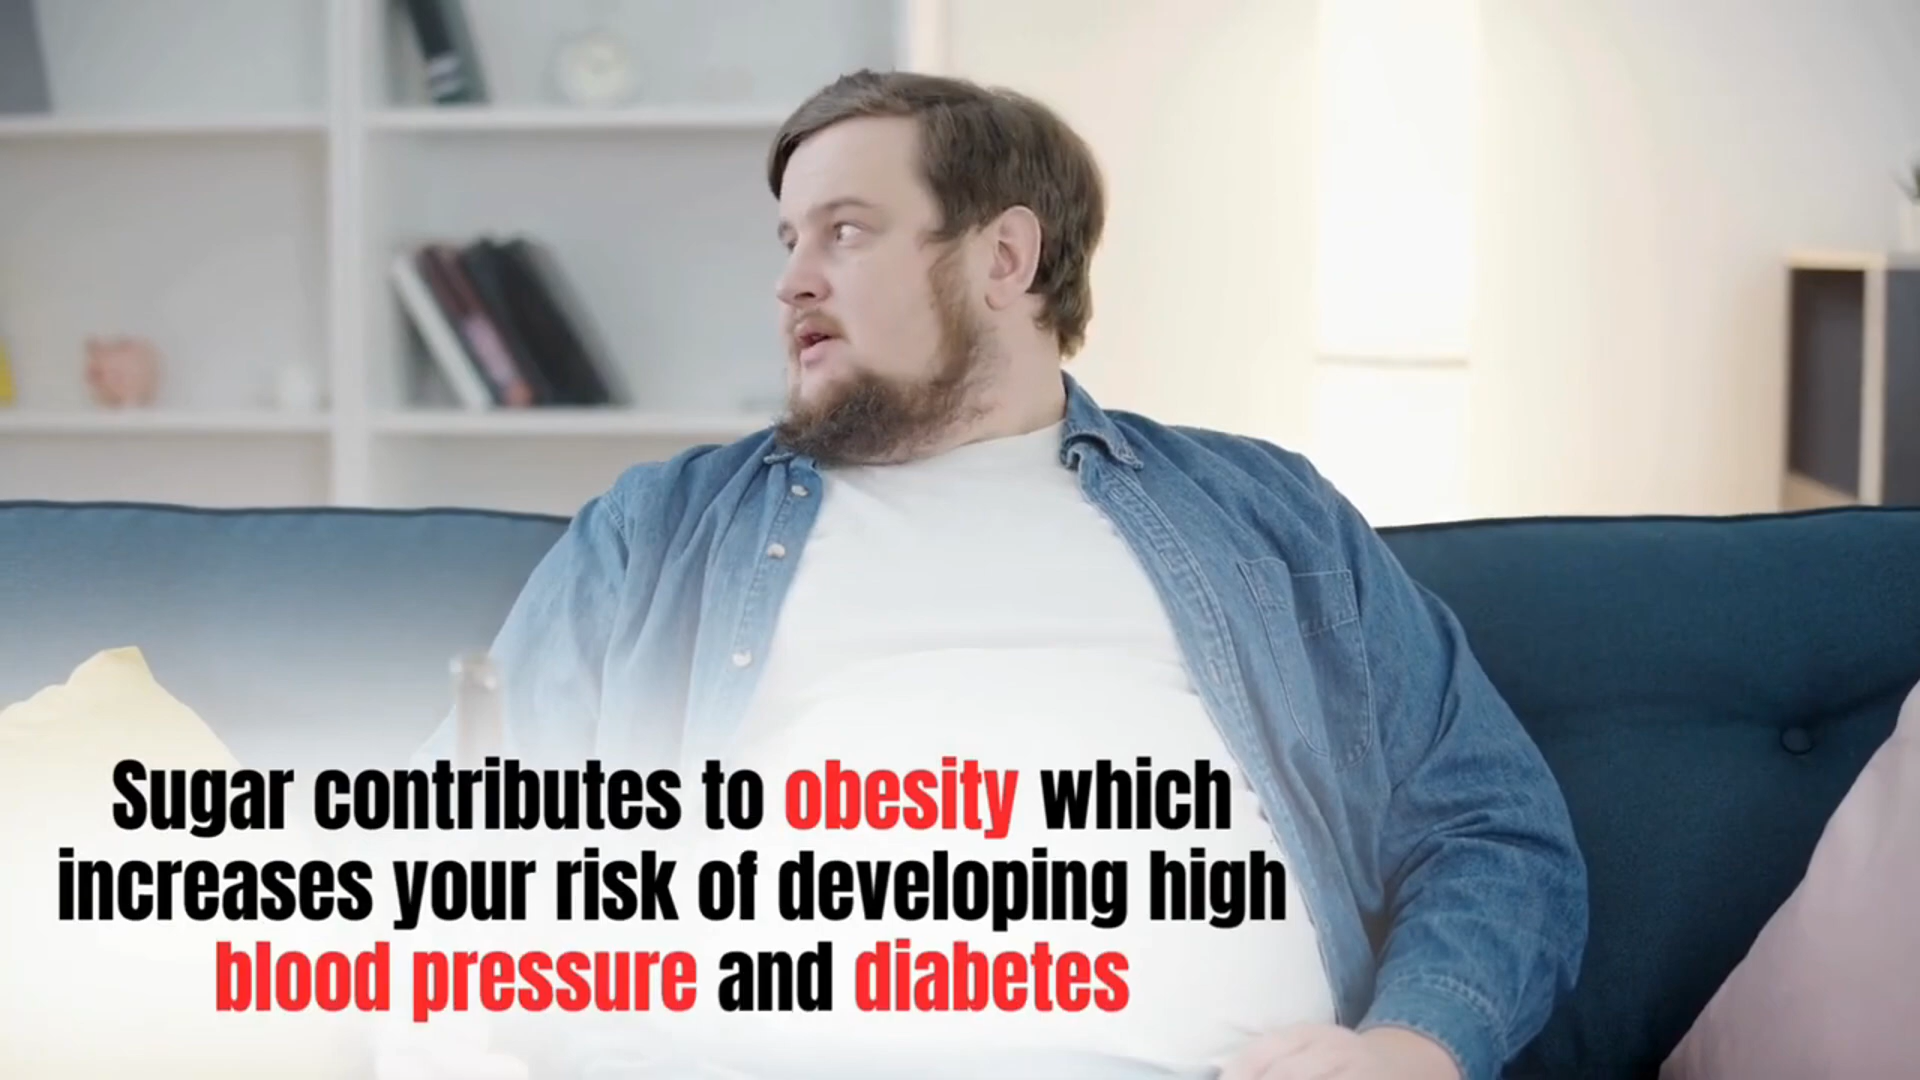 Sugar contributes to obesity which
increases your risk of developing high
blood pressure and diabetes